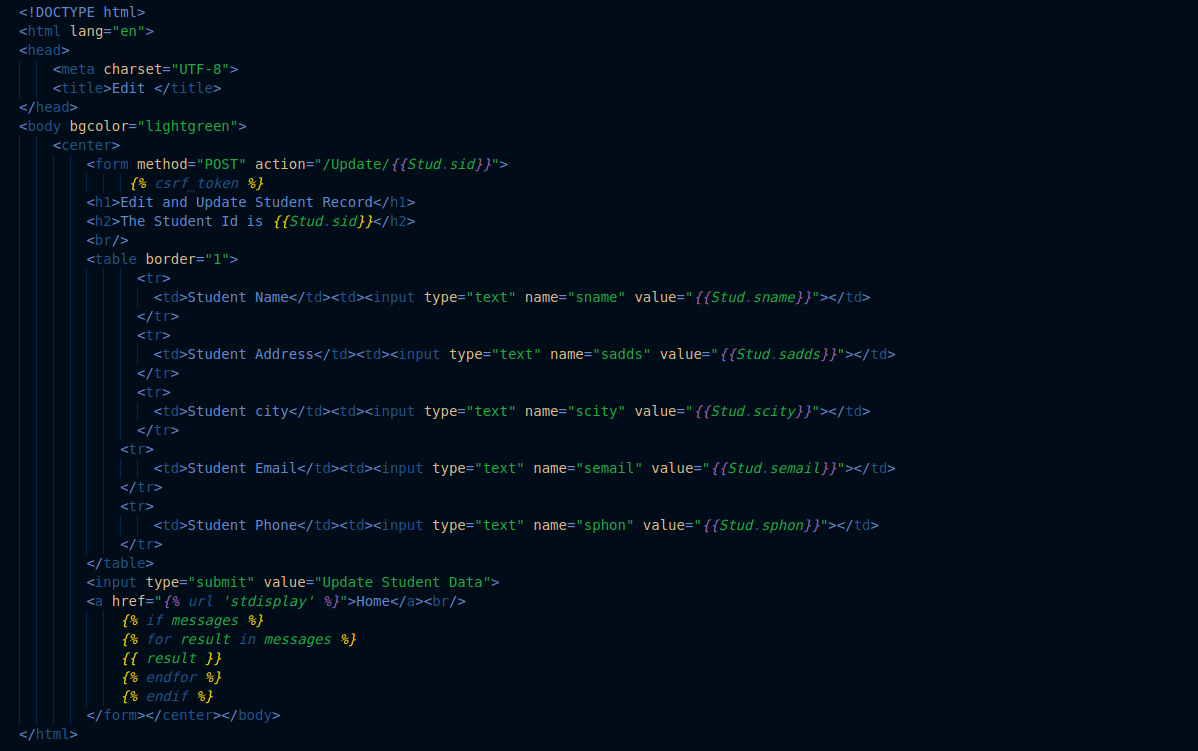 <!DOCTYPE html>
<html lang="en">
<head>
    <meta charset="UTF-8">
    <title>Edit </title>
</head>
<body bgcolor="lightgreen">
    <center>
        <form method="POST" action="/Update/{{Stud.sid}}">
             {% csrf_token %}
        <h1>Edit and Update Student Record</h1>
        <h2>The Student Id is {{Stud.sid}}</h2>
        <br/>
        <table border="1">
              <tr>
                <td>Student Name</td><td><input type="text" name="sname" value="{{Stud.sname}}"></td>
              </tr>
              <tr>
                <td>Student Address</td><td><input type="text" name="sadds" value="{{Stud.sadds}}"></td>
              </tr>
              <tr>
                <td>Student city</td><td><input type="text" name="scity" value="{{Stud.scity}}"></td>
              </tr>
            <tr>
                <td>Student Email</td><td><input type="text" name="semail" value="{{Stud.semail}}"></td>
            </tr>
            <tr>
                <td>Student Phone</td><td><input type="text" name="sphon" value="{{Stud.sphon}}"></td>
            </tr>
        </table>
        <input type="submit" value="Update Student Data">
        <a href="{% url 'stdisplay' %}">Home</a><br/>
            {% if messages %}
            {% for result in messages %}
            {{ result }}
            {% endfor %}
            {% endif %}
        </form></center></body>
</html>